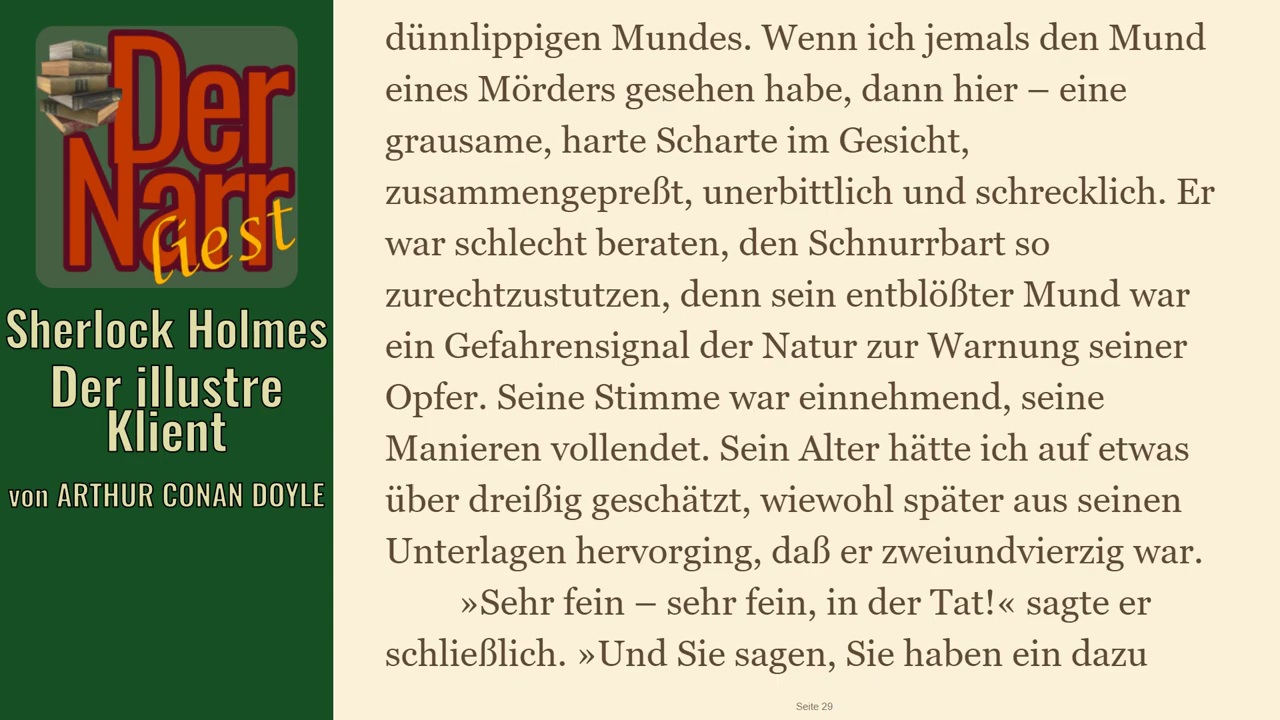 Der
Narr
liest
Sherlock Holmes
Der illustre
Klient
von ARTHUR CONAN DOYLE
dünnlippigen Mundes. Wenn ich jemals den Mund
eines Mörders gesehen habe, dann hier – eine
grausame, harte Scharte im Gesicht,
zusammengepreßt, unerbittlich und schrecklich. Er
war schlecht beraten, den Schnurrbart so
zurechtzustutzen, denn sein entblößter Mund war
ein Gefahrensignal der Natur zur Warnung seiner
Opfer. Seine Stimme war einnehmend, seine
Manieren vollendet. Sein Alter hätte ich auf etwas
über dreißig geschätzt, wiewohl später aus seinen
Unterlagen hervorging, daß er zweiundvierzig war.
»Sehr fein – sehr fein, in der Tat!« sagte er
schließlich. »Und Sie sagen, Sie haben ein dazu
Seite 29